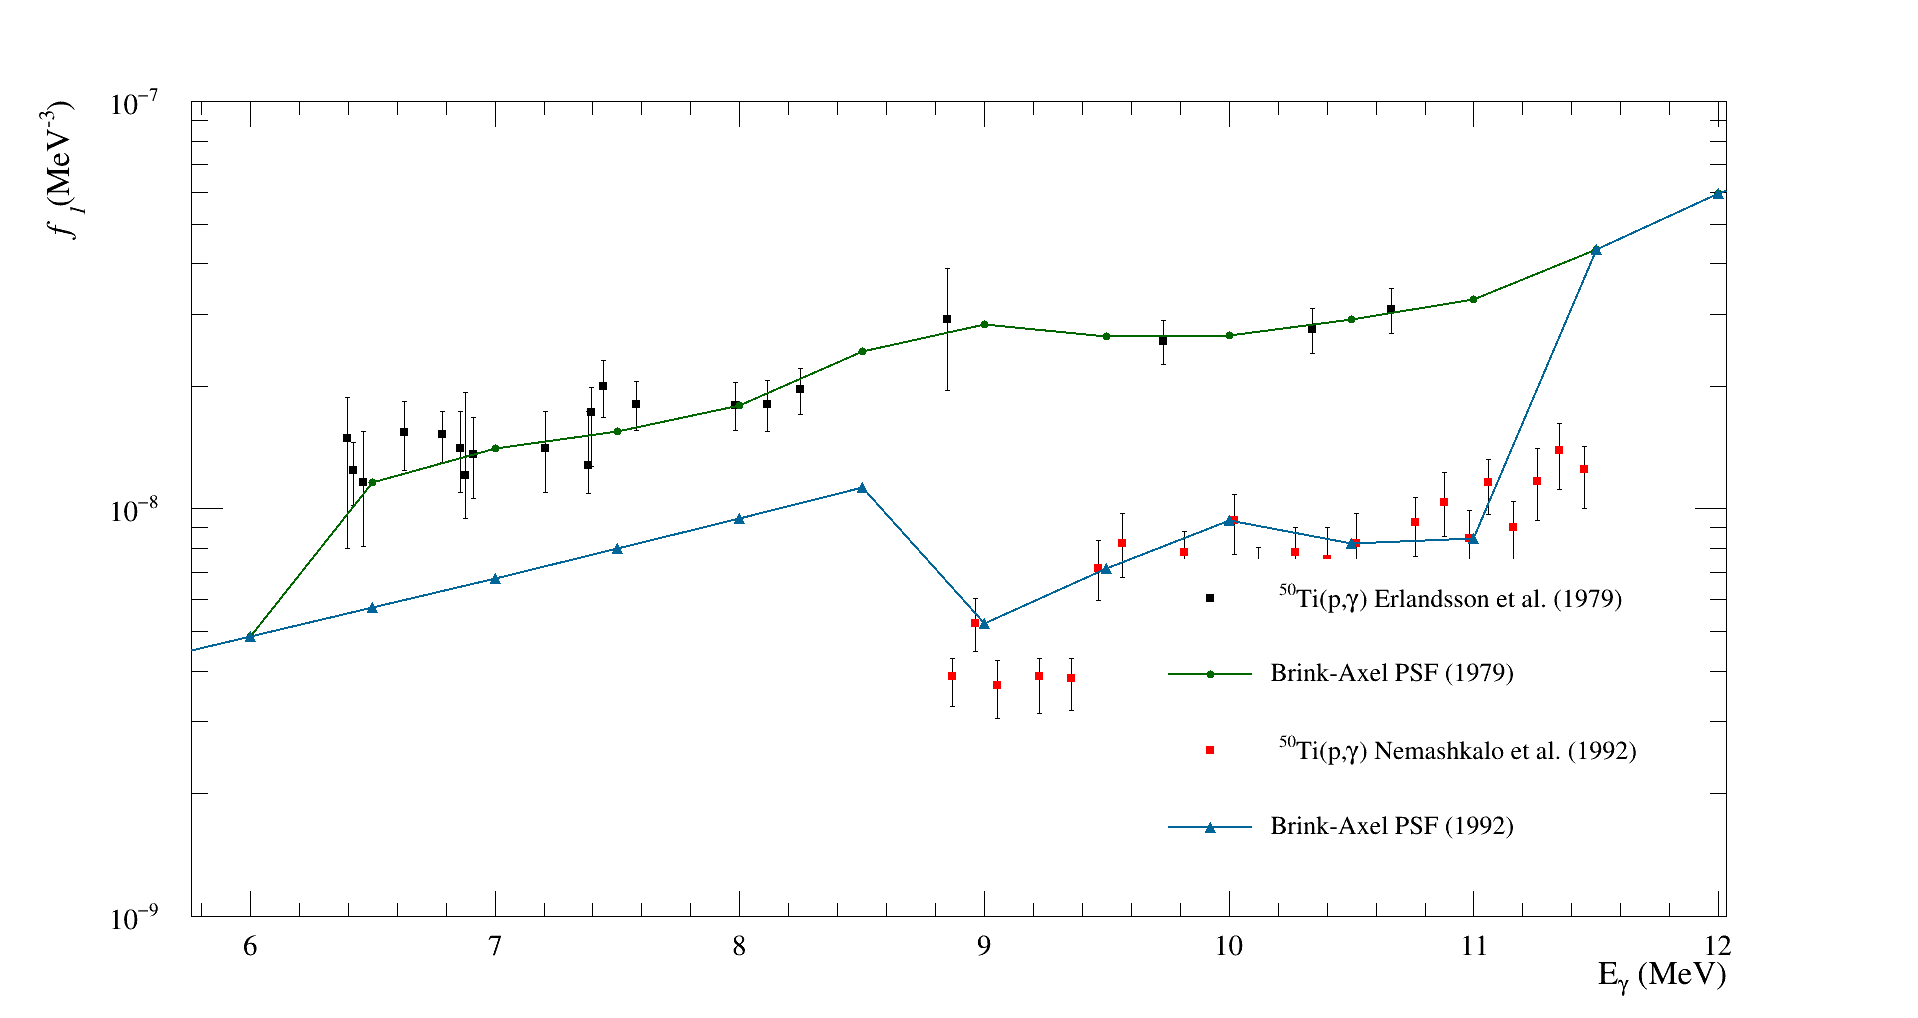 10⁻⁷
f₁(MeV⁻³)
10⁻⁸
⁵⁰Ti(p,γ) Erlandsson et al. (1979)
Brink-Axel PSF (1979)
⁵⁰Ti(p,γ) Nemashkalo et al. (1992)
Brink-Axel PSF (1992)
10⁻⁹
6 7 8 9 10 11 12
Eᵧ (MeV)